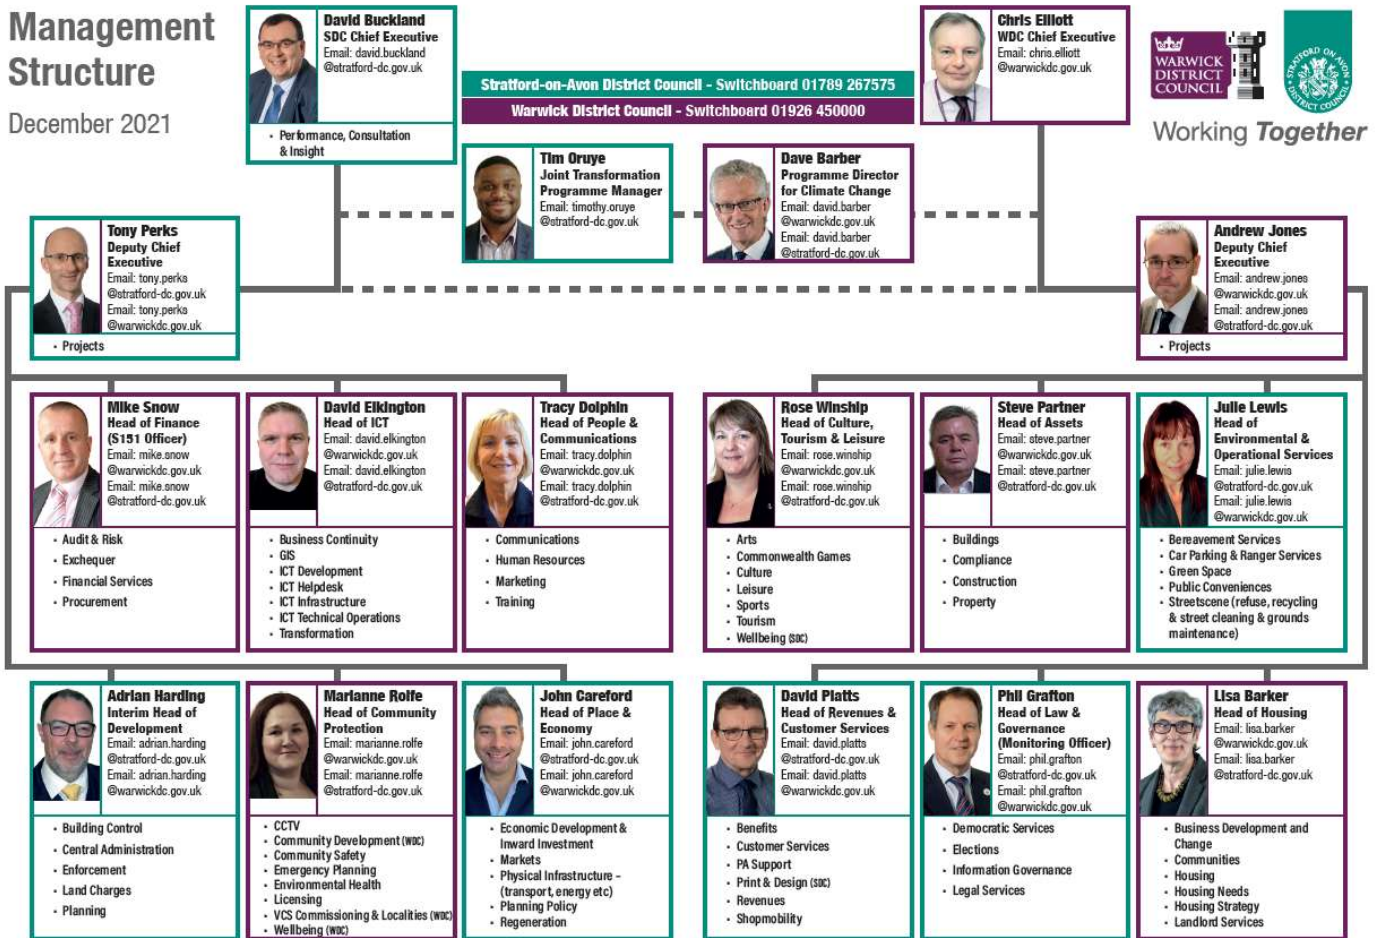 Management
Structure
December 2021
David Buckland
SDC Chief Executive
Email: david.buckland
@stratford-dc.gov.uk
• Performance, Consultation
& Insight
Stratford-on-Avon District Council - Switchboard 01789 267575
Warwick District Council - Switchboard 01926 450000
Chris Elliott
WDC Chief Executive
Email: chris.elliott
@warwickdc.gov.uk
WARWICK
DISTRICT
COUNCIL
STRATFORD ON AVON
DISTRICT COUNCIL
Working Together
Tim Oruye
Joint Transformation
Programme Manager
Email: timothy.oruye
@stratford-dc.gov.uk
Dave Barber
Programme Director
for Climate Change
Email: david.barber
@warwickdc.gov.uk
Email: david.barber
@stratford-dc.gov.uk
Tony Perks
Deputy Chief
Executive
Email: tony.perks
@stratford-dc.gov.uk
Email: tony.perks
@warwickdc.gov.uk
• Projects
Andrew Jones
Deputy Chief
Executive
Email: andrew.jones
@warwickdc.gov.uk
Email: andrew.jones
@stratford-dc.gov.uk
• Projects
Mike Snow
Head of Finance
(S151 Officer)
Email: mike.snow
@warwickdc.gov.uk
Email: mike.snow
@stratford-dc.gov.uk
• Audit & Risk
• Exchequer
• Financial Services
• Procurement
David Elkington
Head of ICT
Email: david.elkington
@warwickdc.gov.uk
Email: david.elkington
@stratford-dc.gov.uk
• Business Continuity
• GIS
• ICT Development
• ICT Helpdesk
• ICT Infrastructure
• ICT Technical Operations
• Transformation
Tracy Dolphin
Head of People &
Communications
Email: tracy.dolphin
@warwickdc.gov.uk
Email: tracy.dolphin
@stratford-dc.gov.uk
• Communications
• Human Resources
• Marketing
• Training
Rose Winship
Head of Culture,
Tourism & Leisure
Email: rose.winship
@warwickdc.gov.uk
Email: rose.winship
@stratford-dc.gov.uk
• Arts
• Commonwealth Games
• Culture
• Leisure
• Sports
• Tourism
• Wellbeing (SDC)
Steve Partner
Head of Assets
Email: steve.partner
@warwickdc.gov.uk
Email: steve.partner
@stratford-dc.gov.uk
• Buildings
• Compliance
• Construction
• Property
Julie Lewis
Head of
Environmental &
Operational Services
Email: julie.lewis
@stratford-dc.gov.uk
Email: julie.lewis
@warwickdc.gov.uk
• Bereavement Services
• Car Parking & Ranger Services
• Green Space
• Public Conveniences
• Streetscene (refuse, recycling
& street cleaning & grounds
maintenance)
Adrian Harding
Interim Head of
Development
Email: adrian.harding
@stratford-dc.gov.uk
Email: adrian.harding
@warwickdc.gov.uk
• Building Control
• Central Administration
• Enforcement
• Land Charges
• Planning
Marianne Rolfe
Head of Community
Protection
Email: marianne.rolfe
@warwickdc.gov.uk
Email: marianne.rolfe
@stratford-dc.gov.uk
• CCTV
• Community Development (WDC)
• Community Safety
• Emergency Planning
• Environmental Health
• Licensing
• VCS Commissioning & Localities (WDC)
• Wellbeing (WDC)
John Careford
Head of Place &
Economy
Email: john.careford
@stratford-dc.gov.uk
Email: john.careford
@warwickdc.gov.uk
• Economic Development &
Inward Investment
• Markets
• Physical Infrastructure –
(transport, energy etc)
• Planning Policy
• Regeneration
David Platts
Head of Revenues &
Customer Services
Email: david.platts
@stratford-dc.gov.uk
Email: david.platts
@warwickdc.gov.uk
• Benefits
• Customer Services
• PA Support
• Print & Design (SDC)
• Revenues
• Shopmobility
Phil Grafton
Head of Law &
Governance
(Monitoring Officer)
Email: phil.grafton
@stratford-dc.gov.uk
Email: phil.grafton
@warwickdc.gov.uk
• Democratic Services
• Elections
• Information Governance
• Legal Services
Lisa Barker
Head of Housing
Email: lisa.barker
@warwickdc.gov.uk
Email: lisa.barker
@stratford-dc.gov.uk
• Business Development and
Change
• Communities
• Housing
• Housing Needs
• Housing Strategy
• Landlord Services